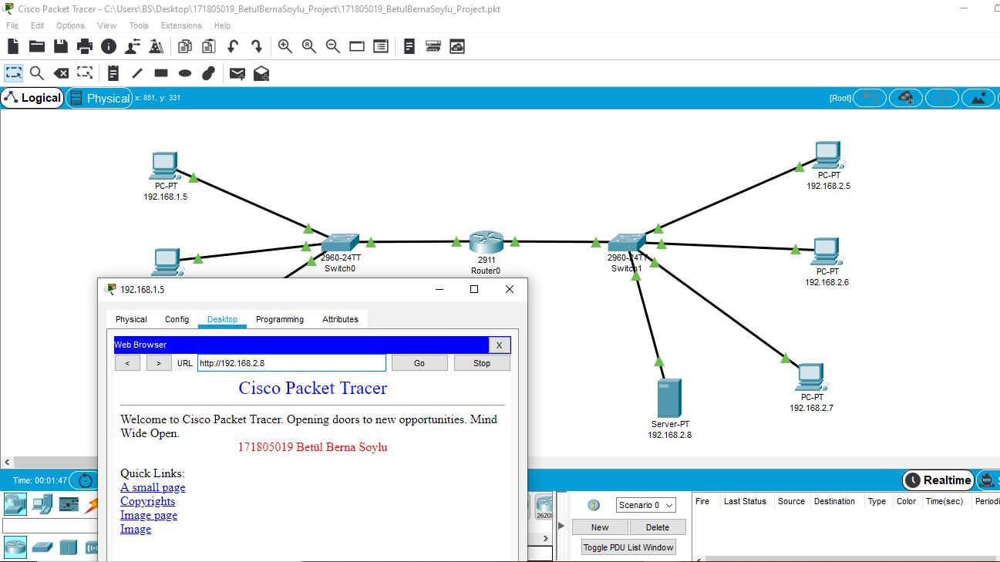 Cisco Packet Tracer - C:\Users\BS\Desktop\171805019_BetulBernaSoylu_Project\171805019_BetulBernaSoylu_Project.pkt
File Edit Options View Tools Extensions Help
Logical Physical x: 851, y: 331 [Root]
PC-PT
192.168.1.5
PC-PT
192.168.2.5
2960-24TT
Switch0
2911
Router0
2960-24TT
Switch1
PC-PT
192.168.2.6
PC-PT
192.168.2.7
Server-PT
192.168.2.8
192.168.1.5
Physical Config Desktop Programming Attributes
Web Browser X
< > URL http://192.168.2.8 Go Stop
Cisco Packet Tracer
Welcome to Cisco Packet Tracer. Opening doors to new opportunities. Mind
Wide Open.
171805019 Betül Berna Soylu
Quick Links:
A small page
Copyrights
Image page
Image
Time: 00:01:47
Realtime
2620X
Scenario 0
New Delete
Toggle PDU List Window
Fire Last Status Source Destination Type Color Time(sec) Periodi